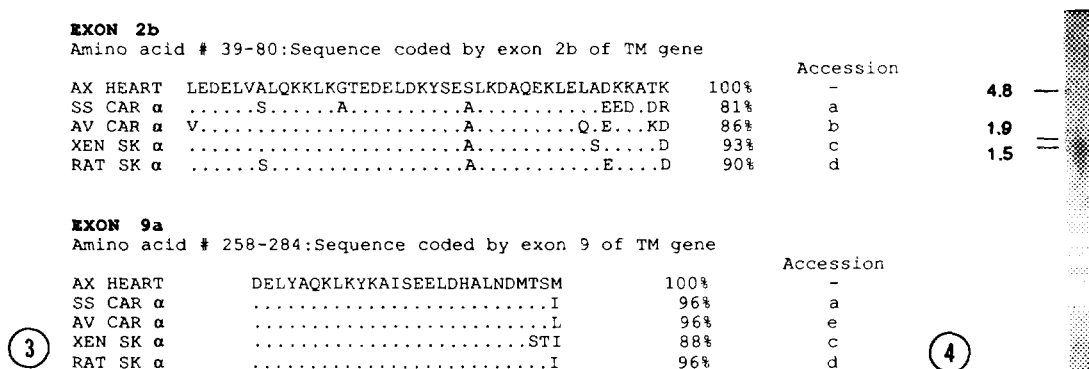 EXON 2b
Amino acid # 39-80:Sequence coded by exon 2b of TM gene
Accession
AX HEART LEDELVALQKKLKGTEDELDKYSESLKDAQEKLELADKKATK 100% -
SS CAR α ......S......A..........A...........EED.DR 81% a
AV CAR α V.......................A.........Q.E...KD 86% b
XEN SK α ........................A..........S.....D 93% c
RAT SK α ......S.................A...........E....D 90% d
4.8
1.9
1.5
EXON 9a
Amino acid # 258-284:Sequence coded by exon 9 of TM gene
Accession
AX HEART DELYAQKLKYKAISEELDHALNDMTSM 100% -
SS CAR α ..........................I 96% a
AV CAR α ..........................L 96% e
XEN SK α ........................STI 88% c
RAT SK α ..........................I 96% d
3
4